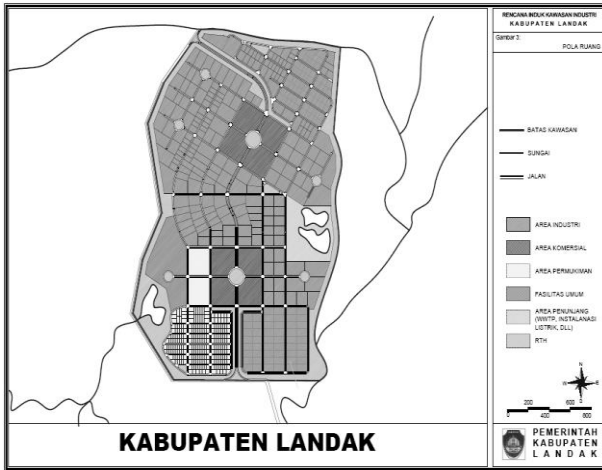 RENCANA INDUK KAWASAN INDUSTRI
KABUPATEN LANDAK
Gambar 3:
POLA RUANG
BATAS KAWASAN
SUNGAI
JALAN
AREA INDUSTRI
AREA KOMERSIAL
AREA PERMUKIMAN
FASILITAS UMUM
AREA PENUNJANG
(WWTP, INSTALANASI
LISTRIK, DLL)
RTH
N
W E
S
200 600
0 400 800
PEMERINTAH
KABUPATEN
LANDAK
KABUPATEN LANDAK